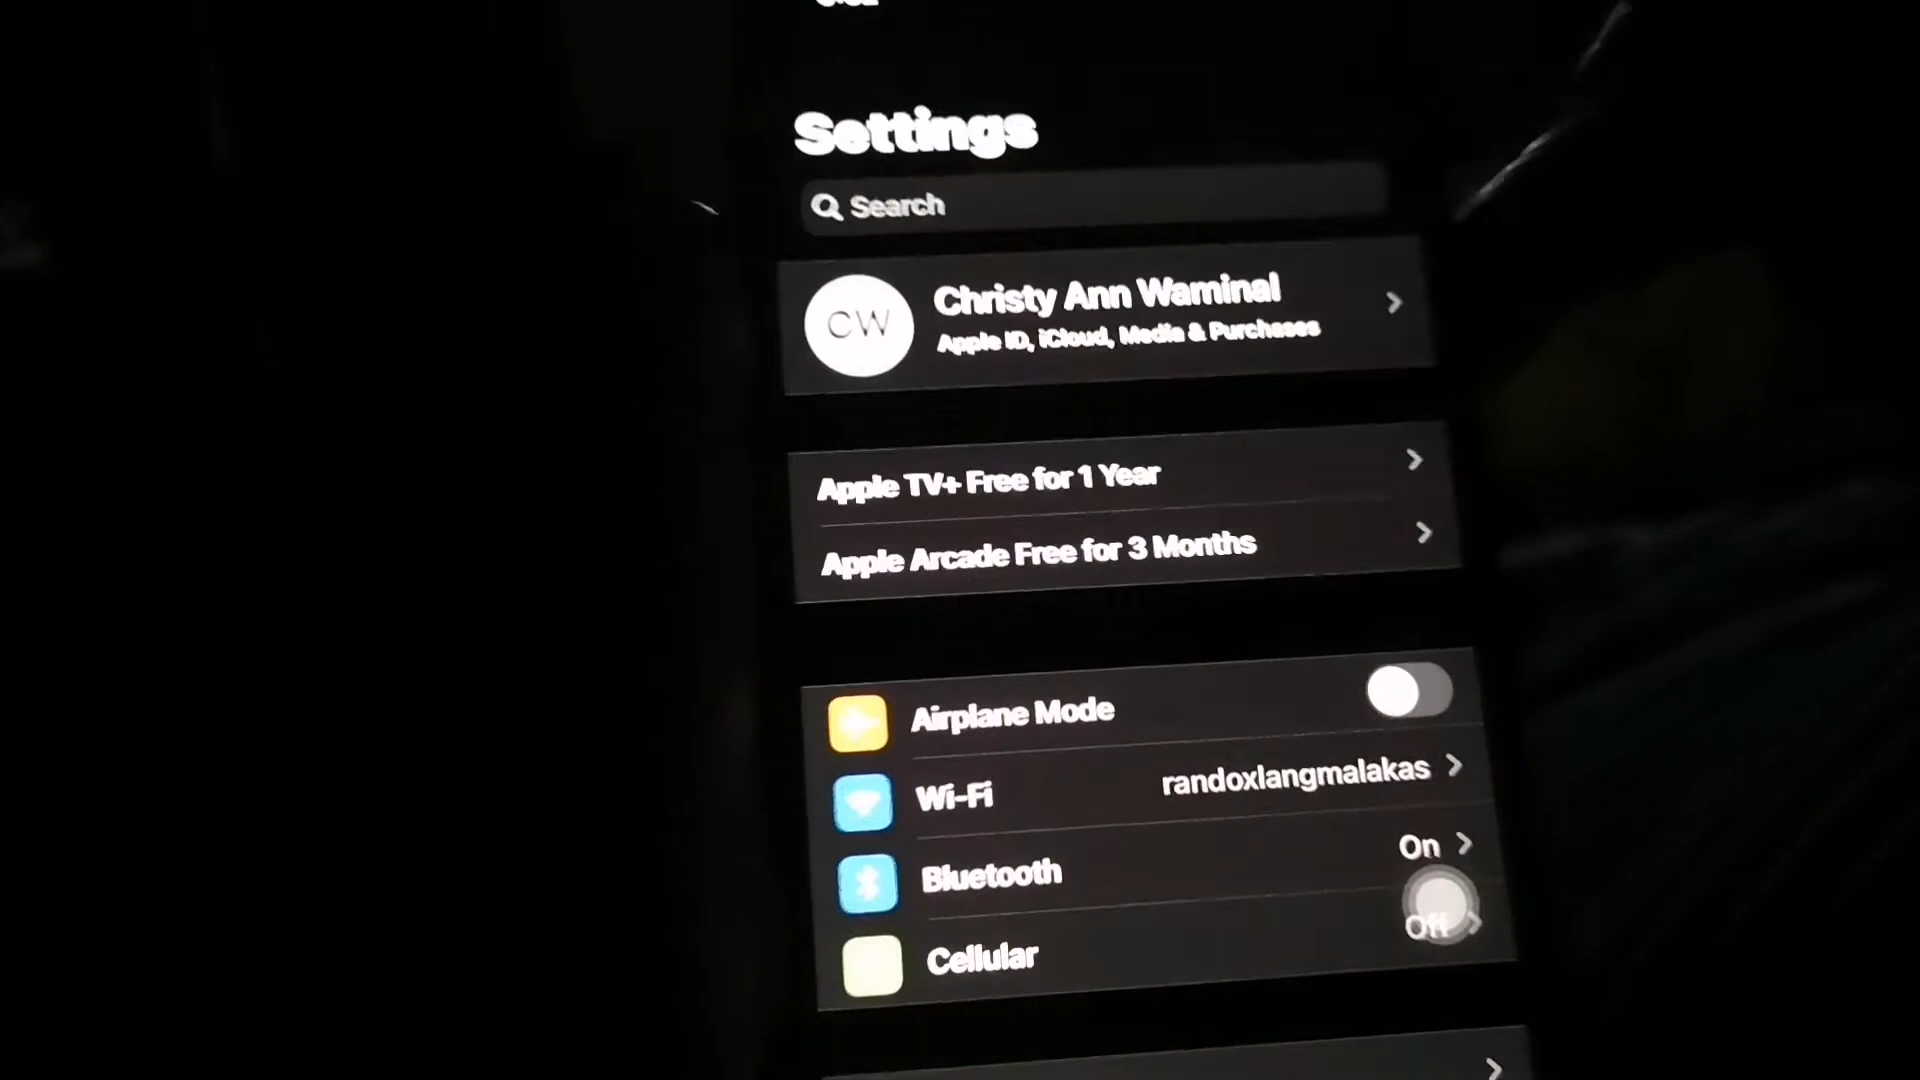 Settings
Search
CW
Christy Ann Waminal
Apple ID, iCloud, Media & Purchases
Apple TV+ Free for 1 Year
Apple Arcade Free for 3 Months
Airplane Mode
Wi-Fi randoxlangmalakas
Bluetooth On
Cellular Off